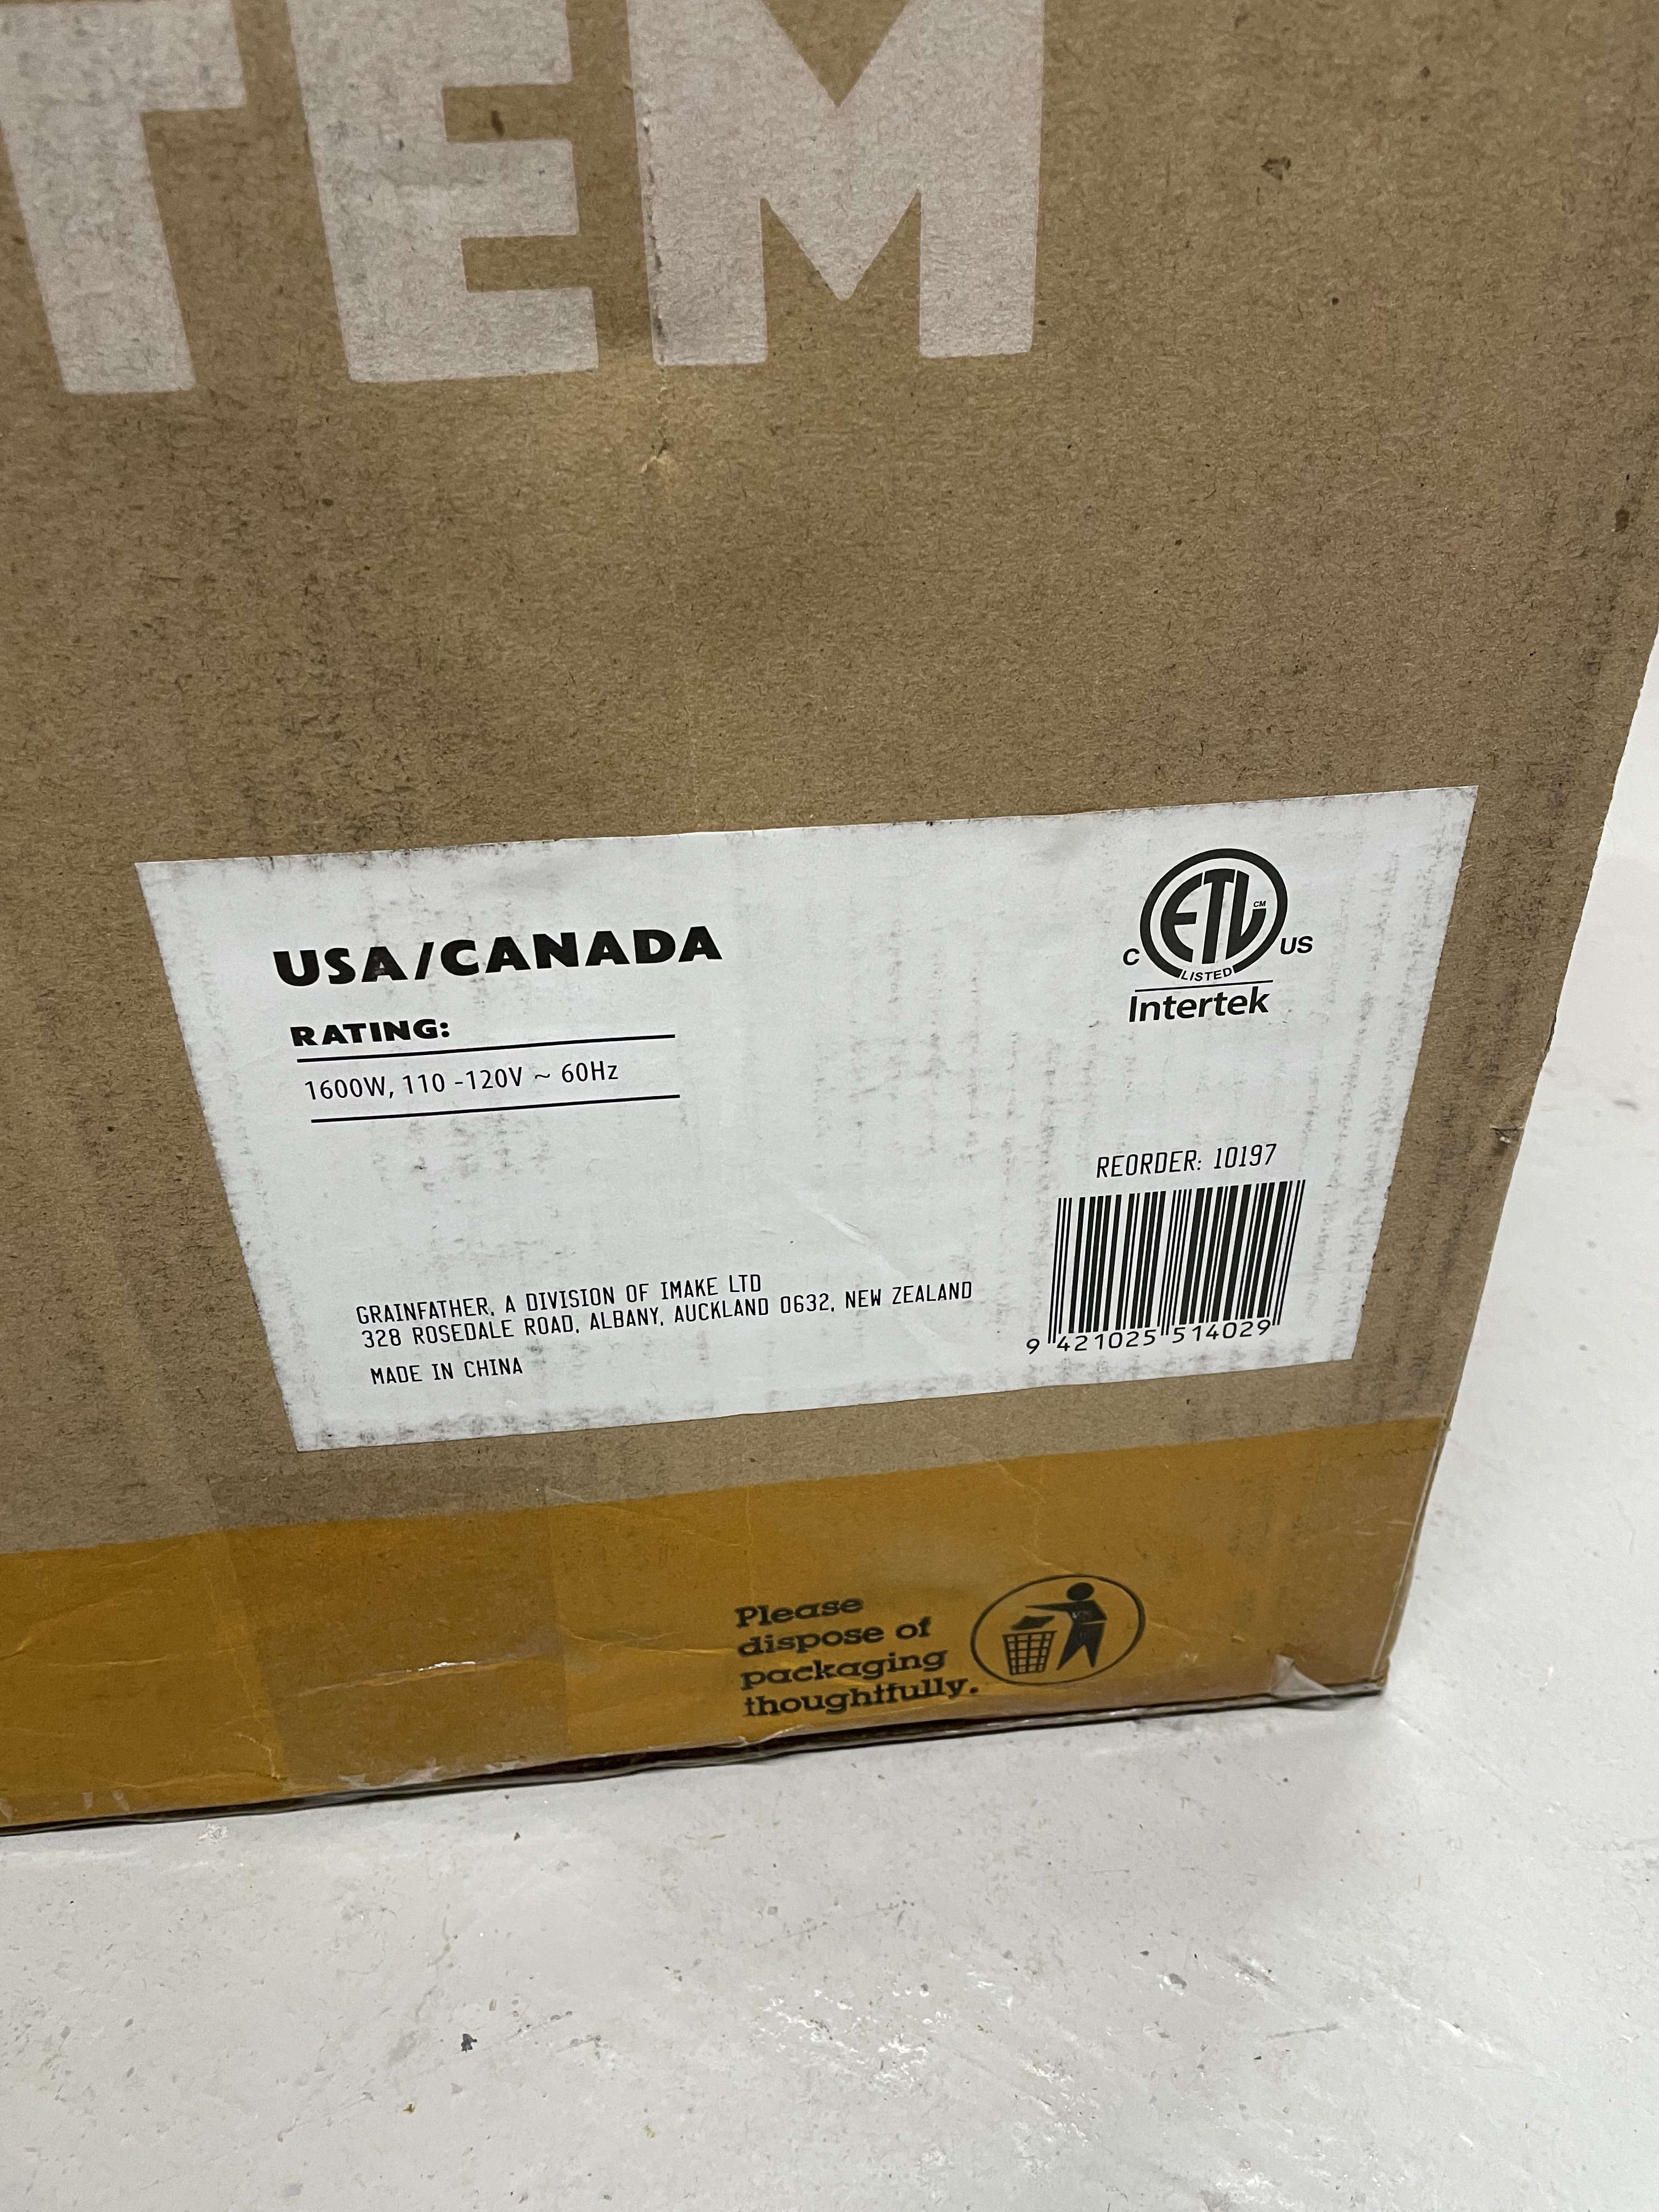 TEM
USA/CANADA
RATING:
1600W, 110 -120V ~ 60Hz
ETL CM
C US
LISTED
Intertek
REORDER: 10197
9 421025 514029
GRAINFATHER, A DIVISION OF IMAKE LTD
328 ROSEDALE ROAD, ALBANY, AUCKLAND 0632, NEW ZEALAND
MADE IN CHINA
Please
dispose of
packaging
thoughtfully.